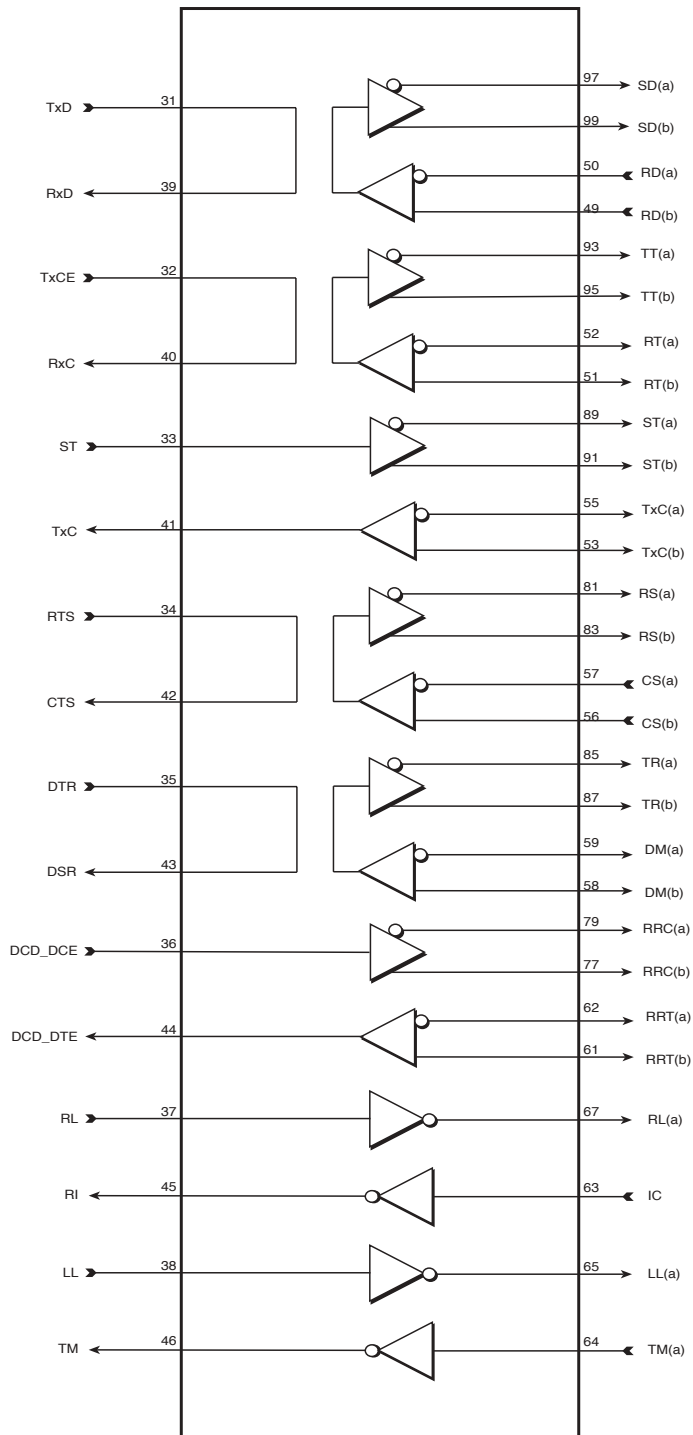 97 SD(a)
TxD 31
99 SD(b)
50 RD(a)
RxD 39
49 RD(b)
93 TT(a)
TxCE 32
95 TT(b)
52 RT(a)
RxC 40
51 RT(b)
89 ST(a)
ST 33
91 ST(b)
55 TxC(a)
TxC 41
53 TxC(b)
81 RS(a)
RTS 34
83 RS(b)
57 CS(a)
CTS 42
56 CS(b)
85 TR(a)
DTR 35
87 TR(b)
59 DM(a)
DSR 43
58 DM(b)
79 RRC(a)
DCD_DCE 36
77 RRC(b)
62 RRT(a)
DCD_DTE 44
61 RRT(b)
RL 37 67 RL(a)
RI 45 63 IC
LL 38 65 LL(a)
TM 46 64 TM(a)